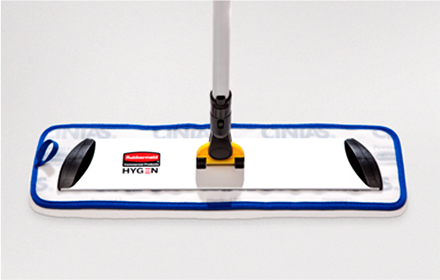 CINTAS
CINTAS
Rubbermaid
Commercial Products
HYGEN